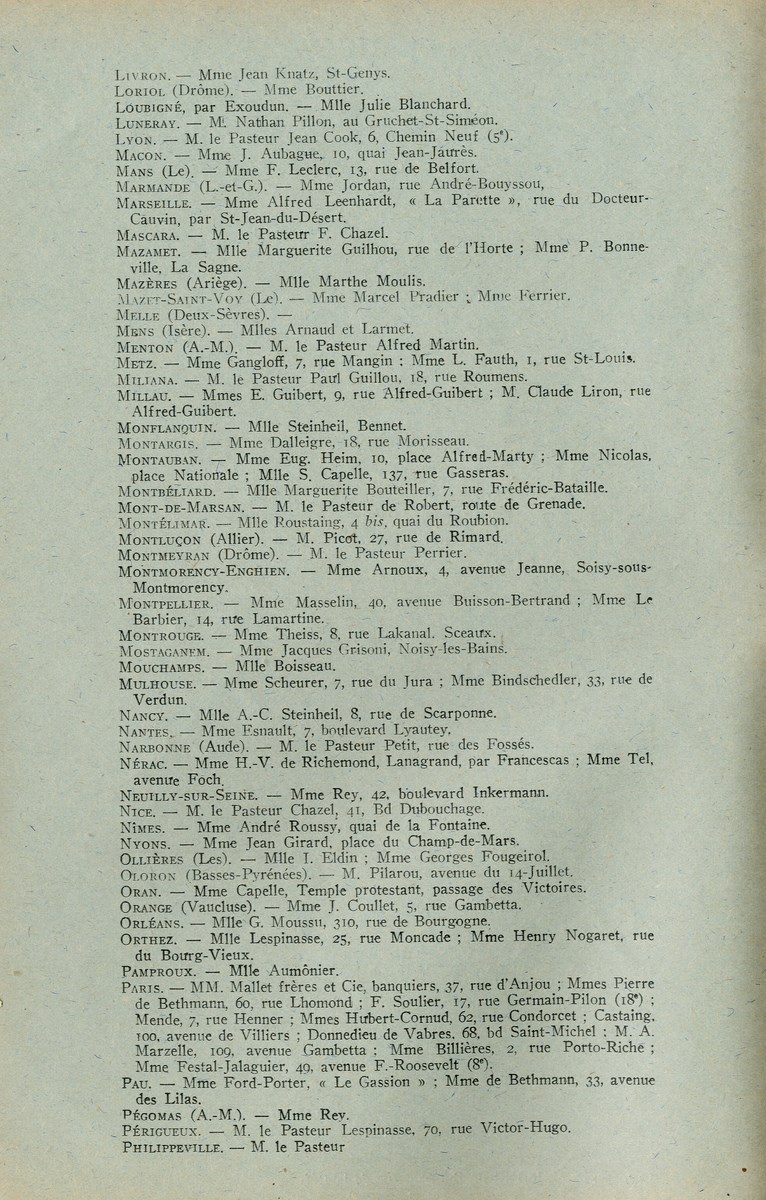 LIVRON. — Mme Jean Knatz, St-Genys.
LORIOL (Drôme). — Mme Bouttier.
LOUBIGNÉ, par Exoudun. — Mlle Julie Blanchard.
LUNERAY. — M. Nathan Pillon, au Gruchet-St-Siméon.
LYON. — M. le Pasteur Jean Cook, 6, Chemin Neuf (5e).
MACON. — Mme J. Aubague, 10, quai Jean-Jaurès.
MANS (Le). — Mme F. Leclerc, 13, rue de Belfort.
MARMANDE (L.-et-G.). — Mme Jordan, rue André-Bouyssou,
MARSEILLE. — Mme Alfred Leenhardt, « La Parette », rue du Docteur-
Cauvin, par St-Jean-du-Désert.
MASCARA. — M. le Pasteur F. Chazel.
MAZAMET. — Mlle Marguerite Guilhou, rue de l'Horte ; Mme P. Bonne-
ville, La Sagne.
MAZÈRES (Ariège). — Mlle Marthe Moulis.
MAZET-SAINT-VOY (Le). — Mme Marcel Pradier ; Mme Ferrier.
MELLE (Deux-Sèvres). —
MENS (Isère). — Mlles Arnaud et Larmet.
MENTON (A.-M.). — M. le Pasteur Alfred Martin.
METZ. — Mme Gangloff, 7, rue Mangin : Mme L. Fauth, 1, rue St-Louis.
MILIANA. — M. le Pasteur Paul Guillou, 18, rue Roumens.
MILLAU. — Mmes E. Guibert, 9, rue Alfred-Guibert ; M. Claude Liron, rue
Alfred-Guibert.
MONFLANQUIN. — Mlle Steinheil, Bennet.
MONTARGIS. — Mme Dalleigre, 18, rue Morisseau.
MONTAUBAN. — Mme Eug. Heim, 10, place Alfred-Marty ; Mme Nicolas,
place Nationale ; Mlle S. Capelle, 137, rue Gasseras.
MONTBÉLIARD. — Mlle Marguerite Bouteiller, 7, rue Frédéric-Bataille.
MONT-DE-MARSAN. — M. le Pasteur de Robert, route de Grenade.
MONTÉLIMAR. — Mlle Roustaing, 4 bis, quai du Roubion.
MONTLUÇON (Allier). — M. Picot, 27, rue de Rimard.
MONTMEYRAN (Drôme). — M. le Pasteur Perrier.
MONTMORENCY-ENGHIEN. — Mme Arnoux, 4, avenue Jeanne, Soisy-sous-
Montmorency.
MONTPELLIER. — Mme Masselin, 40, avenue Buisson-Bertrand ; Mme Le
Barbier, 14, rue Lamartine.
MONTROUGE. — Mme Theiss, 8, rue Lakanal. Sceaux.
MOSTAGANEM. — Mme Jacques Grisoni, Noisy-les-Bains.
MOUCHAMPS. — Mlle Boisseau.
MULHOUSE. — Mme Scheurer, 7, rue du Jura ; Mme Bindschedler, 33, rue de
Verdun.
NANCY. — Mlle A.-C. Steinheil, 8, rue de Scarponne.
NANTES. — Mme Esnault, 7, boulevard Lyautey,
NARBONNE (Aude). — M. le Pasteur Petit, rue des Fossés.
NÉRAC. — Mme H.-V. de Richemond, Lanagrand, par Francescas ; Mme Tel,
avenue Foch.
NEUILLY-SUR-SEINE. — Mme Rey, 42, boulevard Inkermann.
NICE. — M. le Pasteur Chazel, 41, Bd Dubouchage.
NÎMES. — Mme André Roussy, quai de la Fontaine.
NYONS. — Mme Jean Girard, place du Champ-de-Mars.
OLLIÈRES (Les). — Mlle I. Eldin ; Mme Georges Fougeirol.
OLORON (Basses-Pyrénées). — M. Pilarou, avenue du 14-Juillet.
ORAN. — Mme Capelle, Temple protestant, passage des Victoires.
ORANGE (Vaucluse). — Mme J. Coullet, 5, rue Gambetta.
ORLÉANS. — Mlle G. Moussu, 310, rue de Bourgogne.
ORTHEZ. — Mlle Lespinasse, 25, rue Moncade ; Mme Henry Nogaret, rue
du Bourg-Vieux.
PAMPROUX. — Mlle Aumônier.
PARIS. — MM. Mallet frères et Cie, banquiers, 37, rue d'Anjou ; Mmes Pierre
de Bethmann, 60, rue Lhomond ; F. Soulier, 17, rue Germain-Pilon (18e) ;
Mende, 7, rue Henner ; Mmes Hubert-Cornud, 62, rue Condorcet ; Castaing,
100, avenue de Villiers ; Donnedieu de Vabres, 68, bd Saint-Michel : M. A.
Marzelle, 109, avenue Gambetta : Mme Billières, 2, rue Porto-Riche ;
Mme Festal-Jalaguier, 49, avenue F.-Roosevelt (8e).
PAU. — Mme Ford-Porter, « Le Gassion » ; Mme de Bethmann, 33, avenue
des Lilas.
PÉGOMAS (A.-M.). — Mme Rey.
PÉRIGUEUX. — M. le Pasteur Lespinasse, 70, rue Victor-Hugo.
PHILIPPEVILLE. — M. le Pasteur